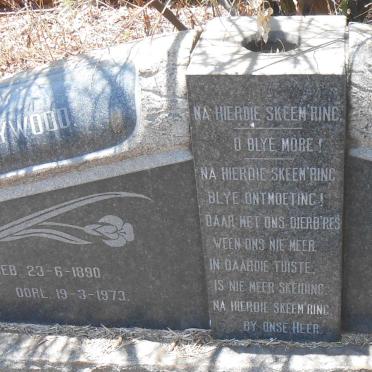 YWOOD
EB. 23-6-1890
OORL. 19-3-1973.
NA HIERDIE SKEEM'RING,
O BLYE MÔRE!
NA HIERDIE SKEEM'RING
BLYE ONTMOETING!
DAAR MET ONS DIERB'RES
WEEN ONS NIE MEER.
IN DAARDIE TUISTE,
IS NIE MEER SKEIDING
NA HIERDIE SKEEM'RING
BY ONSE HEER.